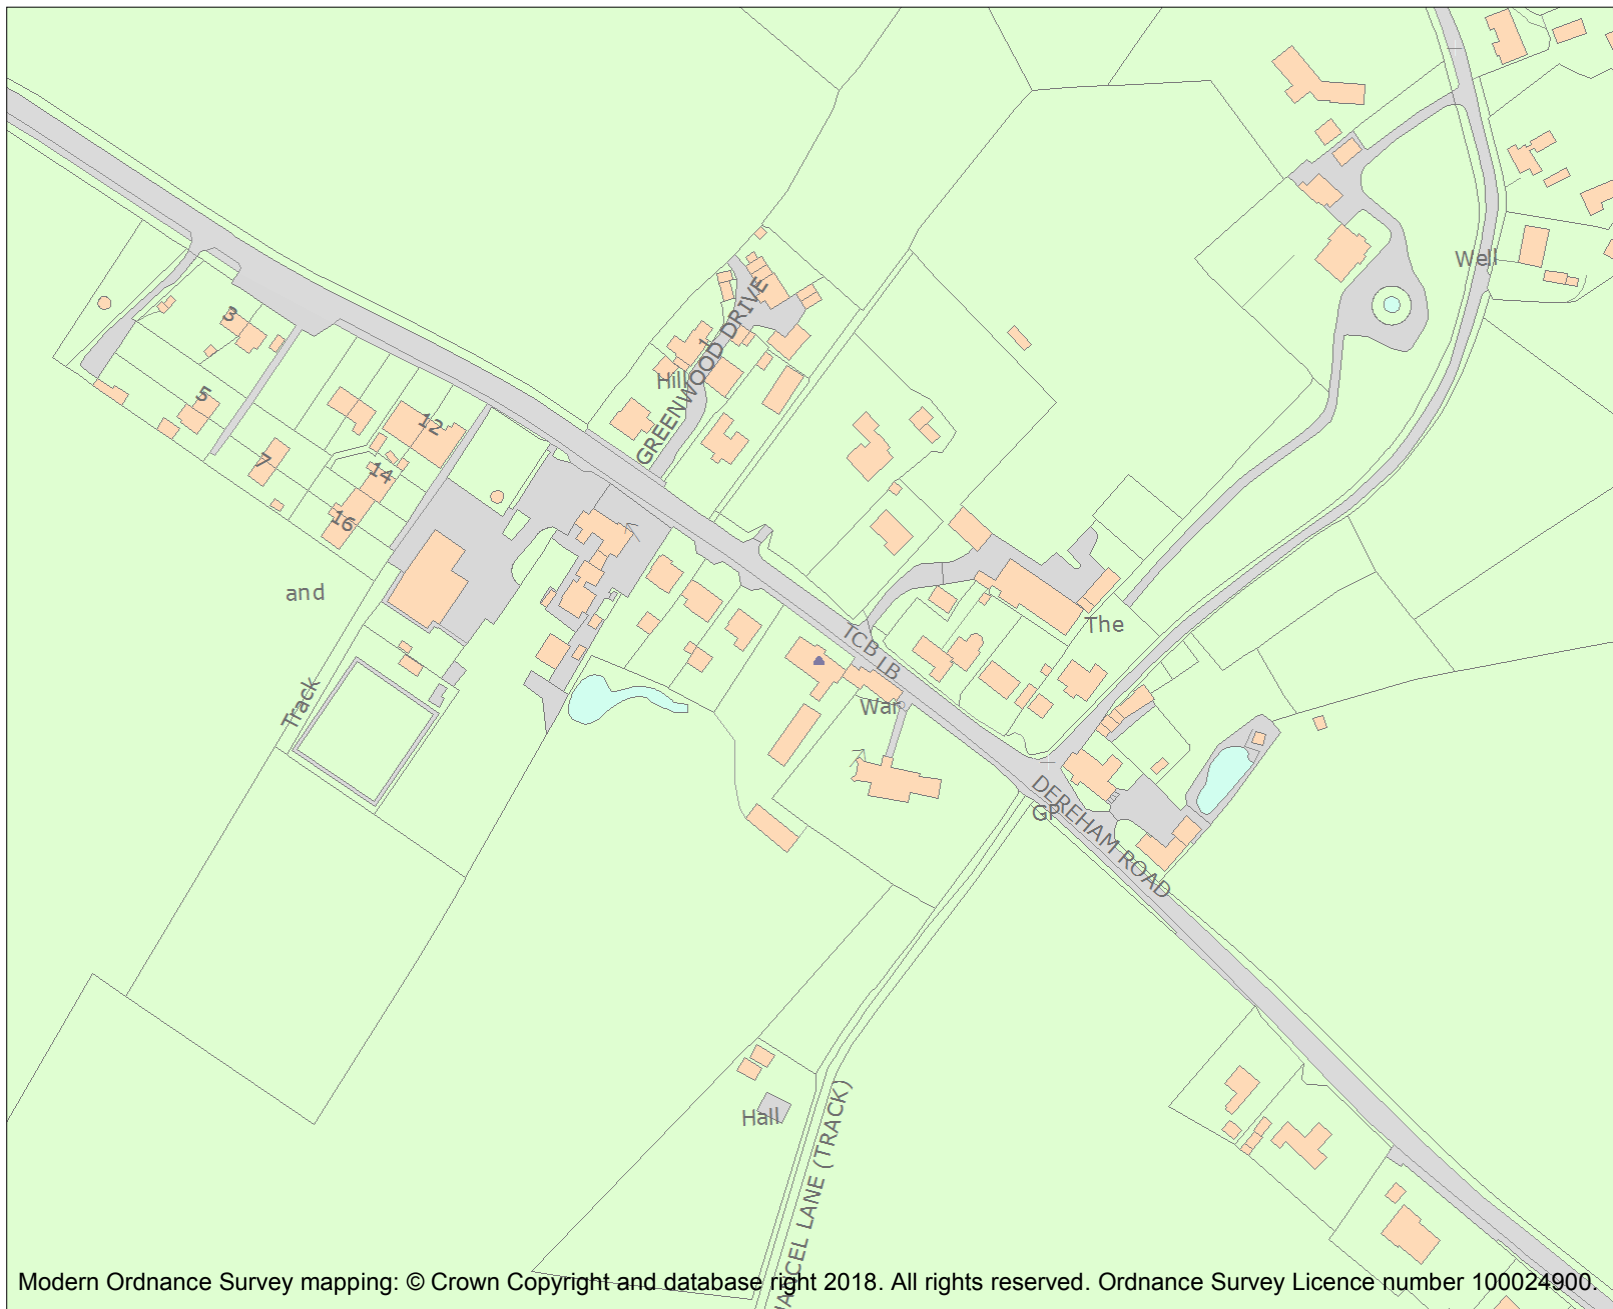 Well
3
GREENWOOD DRIVE
1
Hill
5
12
7
14
16
and
TCB
LB
The
Track
War
DEREHAM ROAD
GP
Hall
ANCEL LANE (TRACK)
Modern Ordnance Survey mapping: © Crown Copyright and database right 2018. All rights reserved. Ordnance Survey Licence number 100024900.